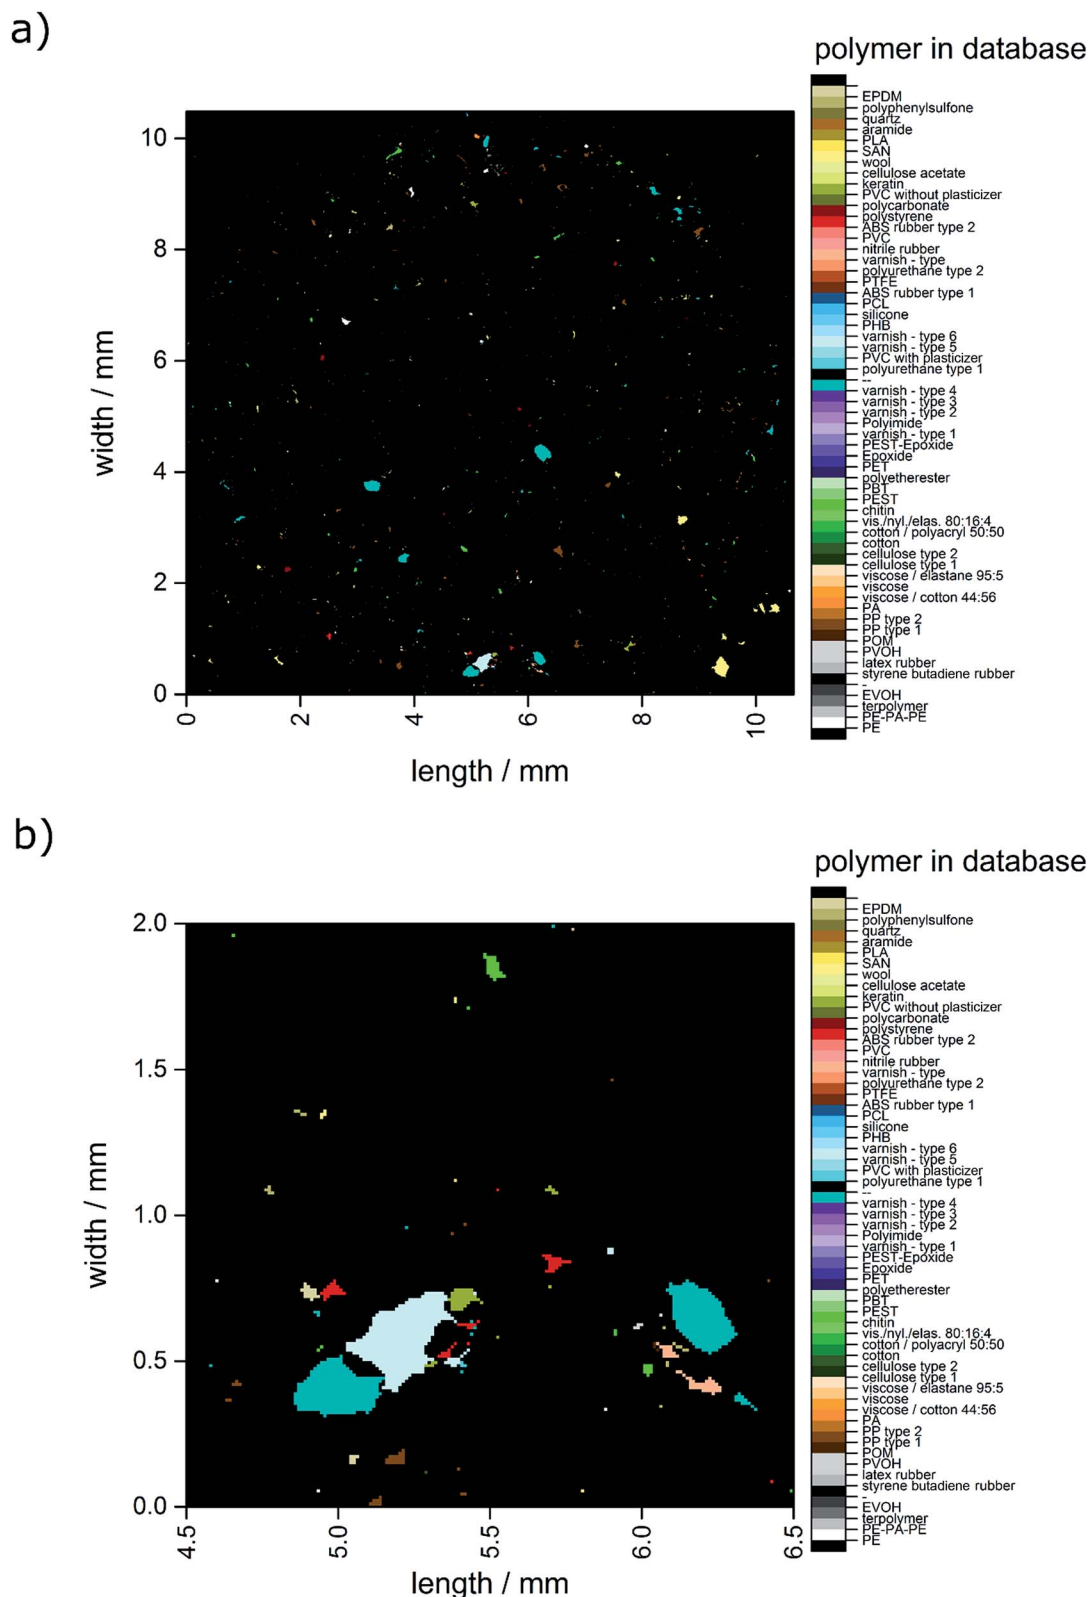 a)
polymer in database
EPDM
polyphenylsulfone
quartz
aramide
PLA
SAN
wool
cellulose acetate
keratin
PVC without plasticizer
polycarbonate
polystyrene
ABS rubber type 2
PVC
nitrile rubber
varnish - type
polyurethane type 2
PTFE
ABS rubber type 1
PCL
silicone
PHB
varnish - type 6
varnish - type 5
PVC with plasticizer
polyurethane type 1
--
varnish - type 4
varnish - type 3
varnish - type 2
Polyimide
varnish - type 1
PEST-Epoxide
Epoxide
PET
polyetherester
PBT
PEST
chitin
vis./nyl./elas. 80:16:4
cotton / polyacryl 50:50
cotton
cellulose type 2
cellulose type 1
viscose / elastane 95:5
viscose
viscose / cotton 44:56
PA
PP type 2
PP type 1
POM
PVOH
latex rubber
styrene butadiene rubber
-
EVOH
terpolymer
PE-PA-PE
PE
10
8
6
4
2
0
width / mm
0 2 4 6 8 10
length / mm
b)
polymer in database
EPDM
polyphenylsulfone
quartz
aramide
PLA
SAN
wool
cellulose acetate
keratin
PVC without plasticizer
polycarbonate
polystyrene
ABS rubber type 2
PVC
nitrile rubber
varnish - type
polyurethane type 2
PTFE
ABS rubber type 1
PCL
silicone
PHB
varnish - type 6
varnish - type 5
PVC with plasticizer
polyurethane type 1
--
varnish - type 4
varnish - type 3
varnish - type 2
Polyimide
varnish - type 1
PEST-Epoxide
Epoxide
PET
polyetherester
PBT
PEST
chitin
vis./nyl./elas. 80:16:4
cotton / polyacryl 50:50
cotton
cellulose type 2
cellulose type 1
viscose / elastane 95:5
viscose
viscose / cotton 44:56
PA
PP type 2
PP type 1
POM
PVOH
latex rubber
styrene butadiene rubber
-
EVOH
terpolymer
PE-PA-PE
PE
2.0
1.5
1.0
0.5
0.0
width / mm
4.5 5.0 5.5 6.0 6.5
length / mm